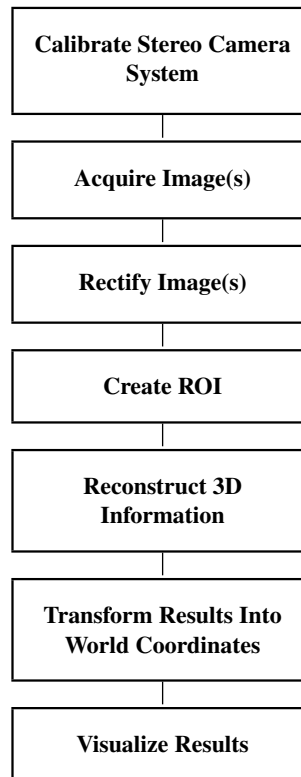 Calibrate Stereo Camera
System
Acquire Image(s)
Rectify Image(s)
Create ROI
Reconstruct 3D
Information
Transform Results Into
World Coordinates
Visualize Results